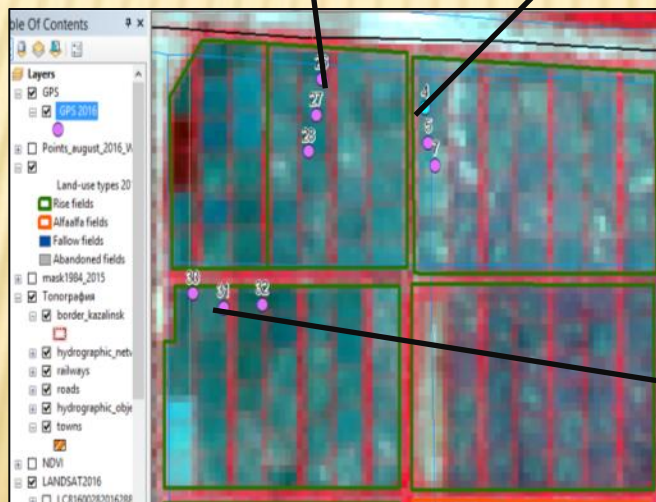 ble Of Contents
Layers
GPS
GPS 2016
Points_august_2016_W
Land-use types 20
Rise fields
Alfaalfa fields
Fallow fields
Abandoned fields
mask1984_2015
Топография
border_kazalinsk
hydrographic_netv
railways
roads
hydrographic_obje
towns
NDVI
LANDSAT2016
LC81600282016288
27
28
4
5
7
30
31
32